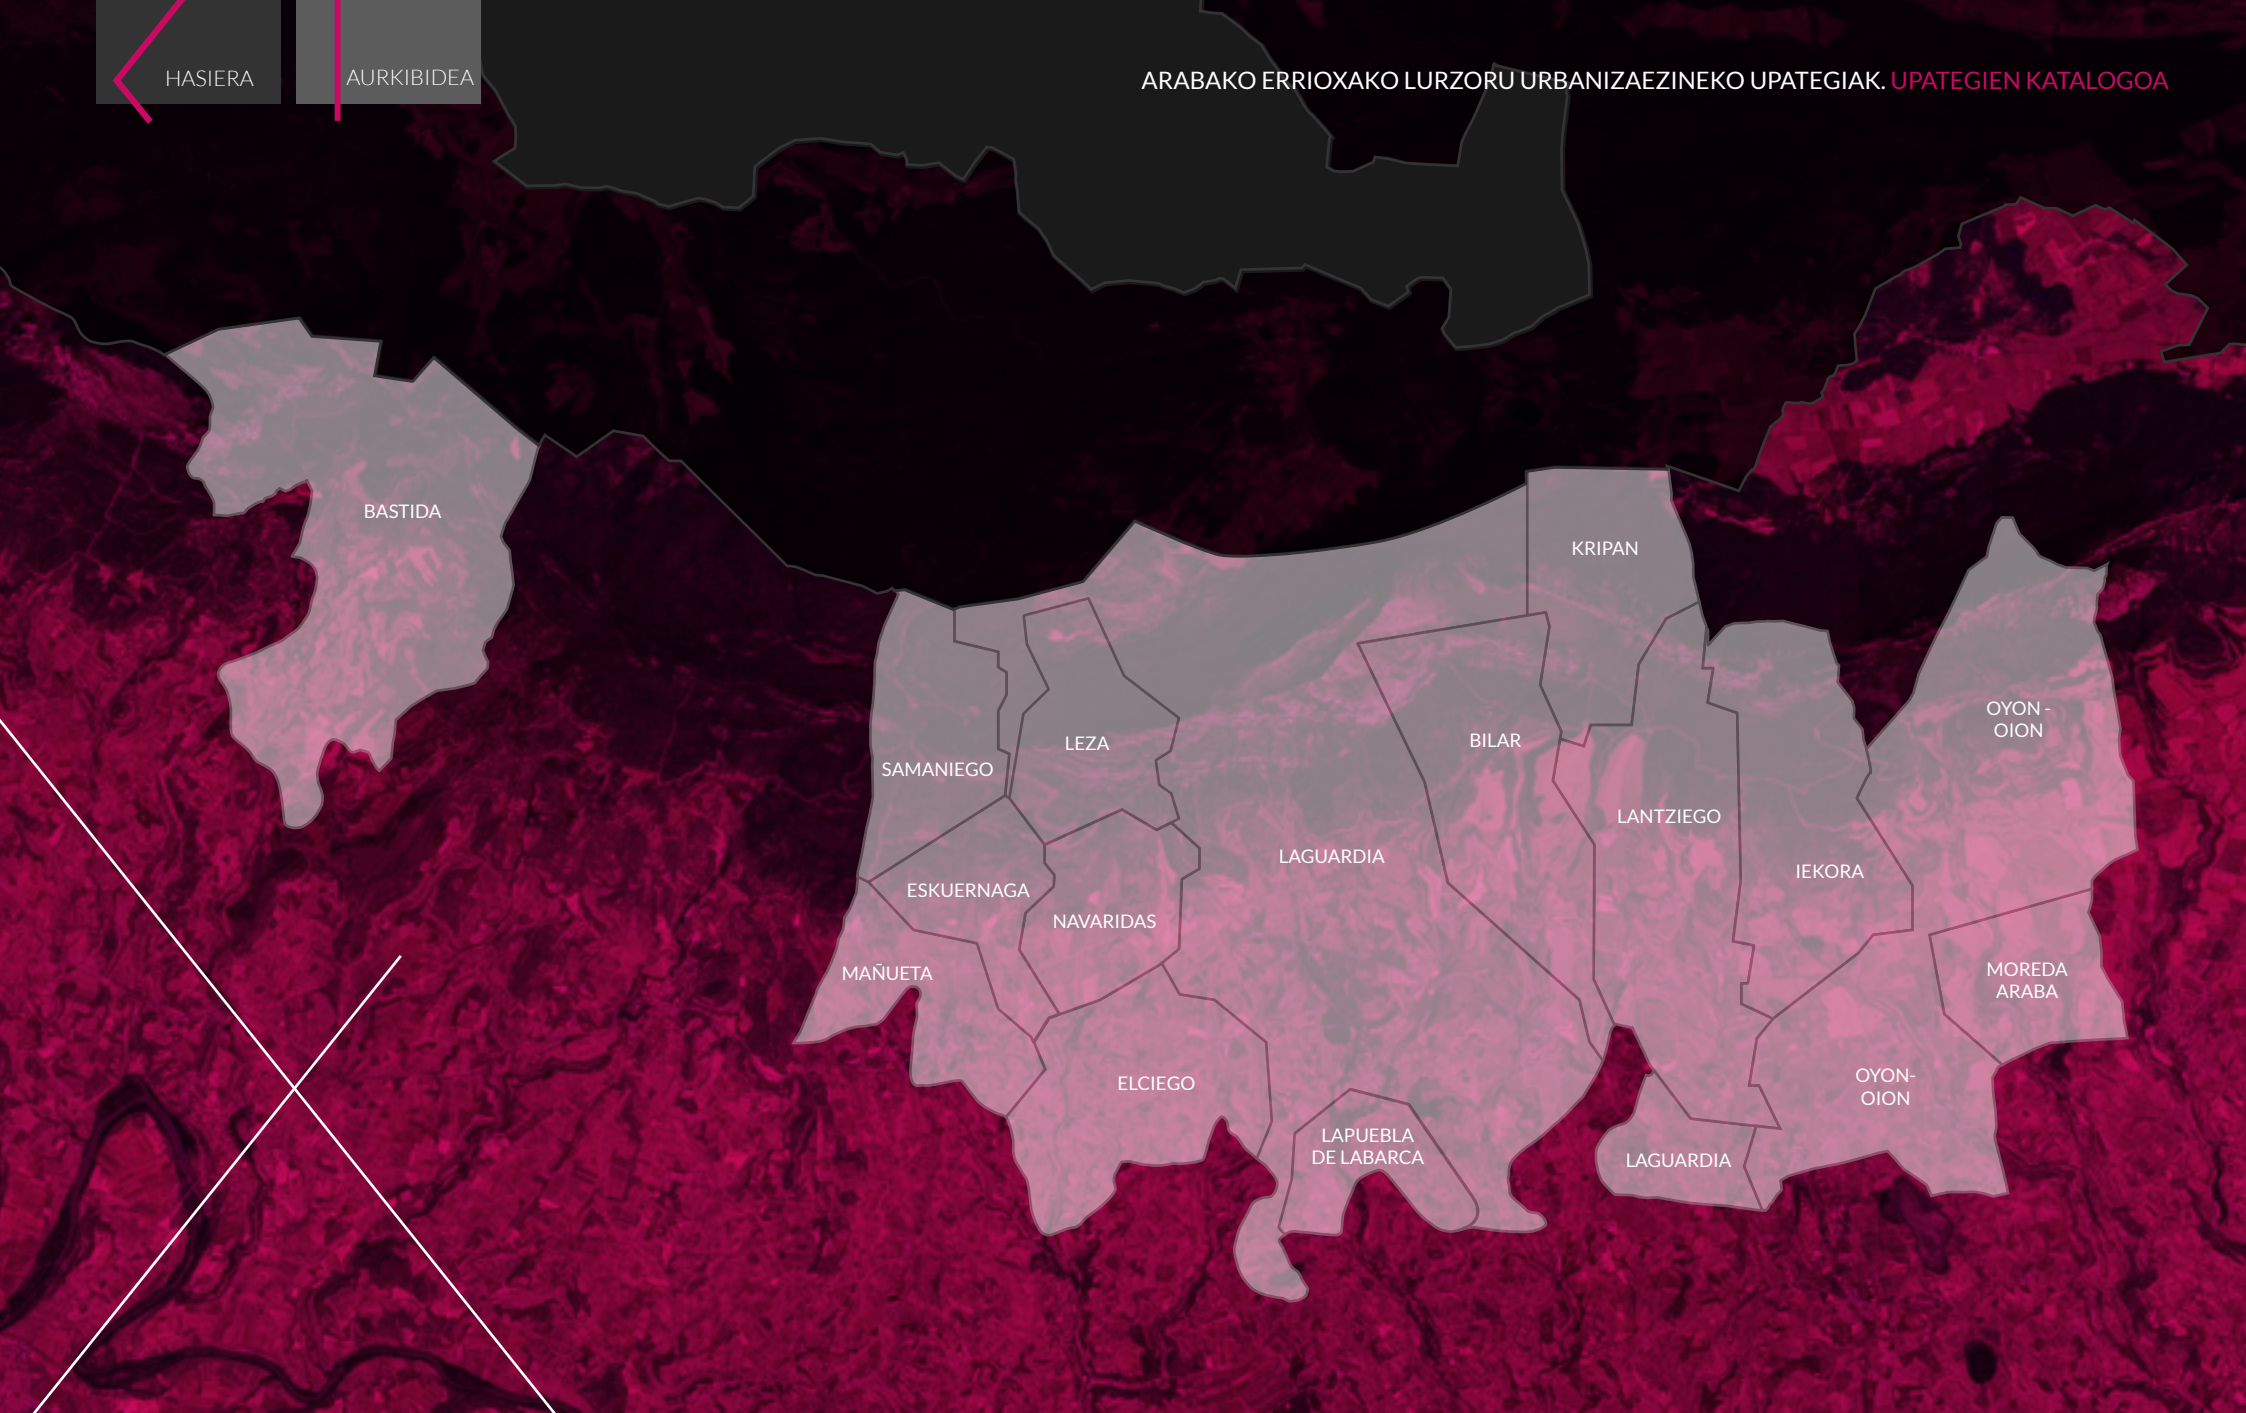 HASIERA
AURKIBIDEA
ARABAKO ERRIOXAKO LURZORU URBANIZAEZINEKO UPATEGIAK. UPATEGIEN KATALOGOA
BASTIDA
KRIPAN
OYON -
OION
LEZA
BILAR
SAMANIEGO
LANTZIEGO
LAGUARDIA
IEKORA
ESKUERNAGA
NAVARIDAS
MAÑUETA
MOREDA
ARABA
ELCIEGO
OYON-
OION
LAPUEBLA
DE LABARCA
LAGUARDIA